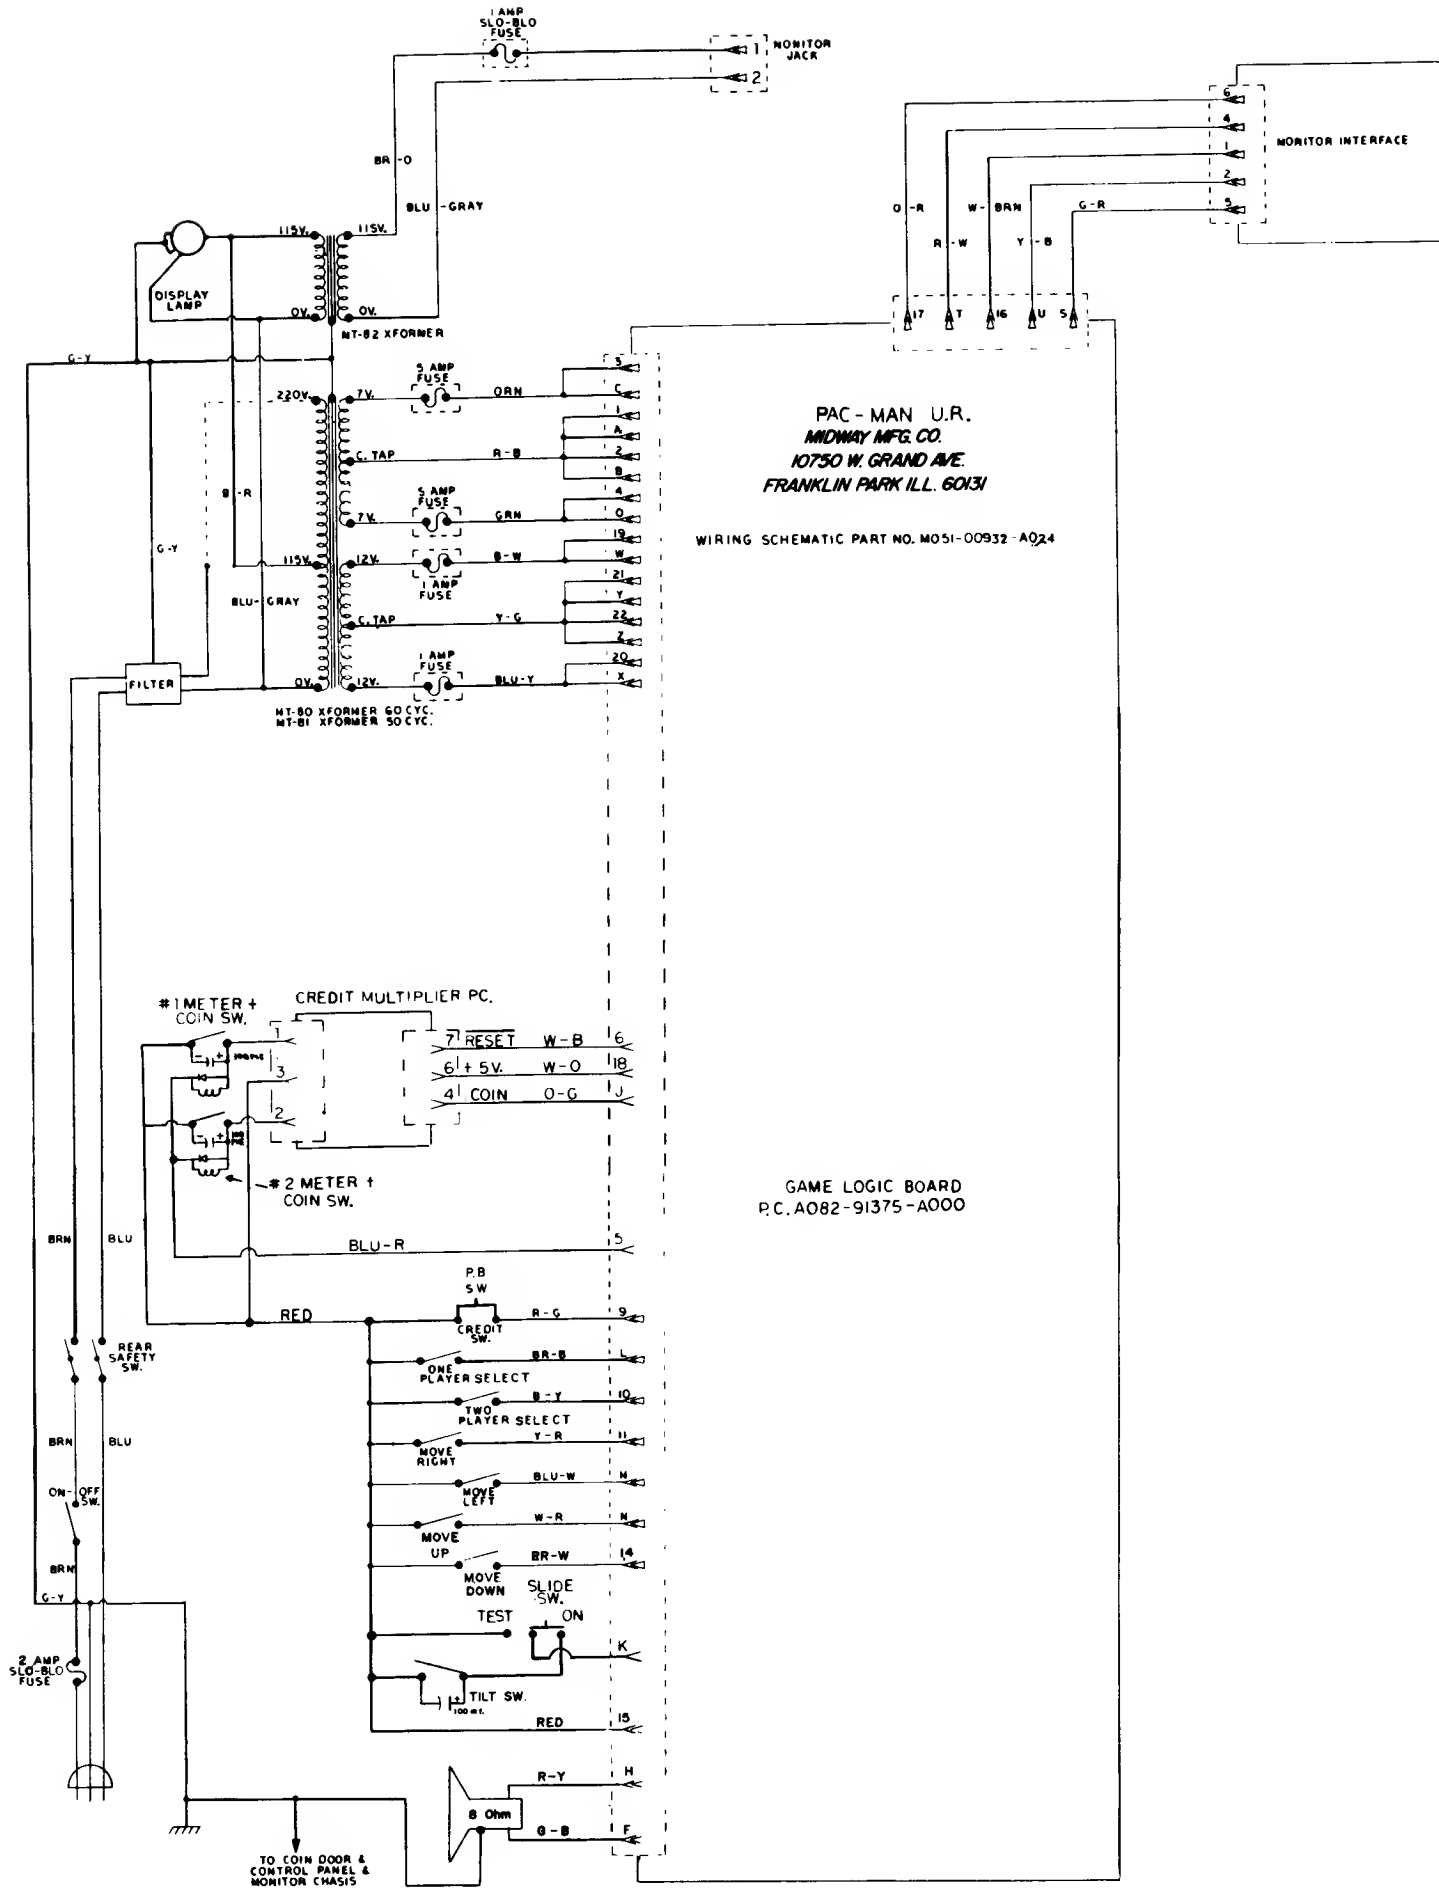 1 AMP
SLO-BLO
FUSE
1
MONITOR
JACK
2
6
4
MONITOR INTERFACE
1
2
5
BR-O
BLU-GRAY
O-R
W-BRN
G-R
R-W
Y-B
115V.
115V.
DISPLAY
LAMP
0V.
0V.
MT-82 XFORMER
17
T
16
U
S
G-Y
5 AMP
FUSE
220V.
7V.
ORN
3
C
1
A
C. TAP
R-B
2
B
5 AMP
FUSE
4
7V.
GRN
O
B-R
G-Y
19
115V.
12V.
B-W
W
1 AMP
FUSE
21
Y
BLU-GRAY
C. TAP
Y-G
22
Z
1 AMP
FUSE
20
FILTER
0V.
12V.
BLU-Y
X
MT-80 XFORMER 60CYC.
MT-81 XFORMER 50CYC.
PAC-MAN U.R.
MIDWAY MFG. CO.
10750 W. GRAND AVE.
FRANKLIN PARK ILL. 60131
WIRING SCHEMATIC PART NO. M051-00932-A024
#1 METER +
COIN SW.
CREDIT MULTIPLIER PC.
1
- +
3
2
- +
7 RESET W-B 6
6 +5V. W-O 18
4 COIN O-G J
#2 METER +
COIN SW.
GAME LOGIC BOARD
P.C. A082-91375-A000
BRN
BLU
BLU-R
5
P.B
SW
RED
R-G
9
CREDIT
SW.
REAR
SAFETY
SW.
BR-B
L
ONE
PLAYER SELECT
B-Y
10
TWO
PLAYER SELECT
BRN
BLU
Y-R
11
MOVE
RIGHT
BLU-W
M
MOVE
LEFT
ON-OFF
SW.
W-R
N
MOVE
UP
BR-W
14
MOVE
DOWN
BRN
G-Y
SLIDE
SW.
TEST
ON
K
2 AMP
SLO-BLO
FUSE
TILT SW.
+
100 mf.
RED
15
R-Y
H
8 Ohm
G-B
F
TO COIN DOOR &
CONTROL PANEL &
MONITOR CHASIS